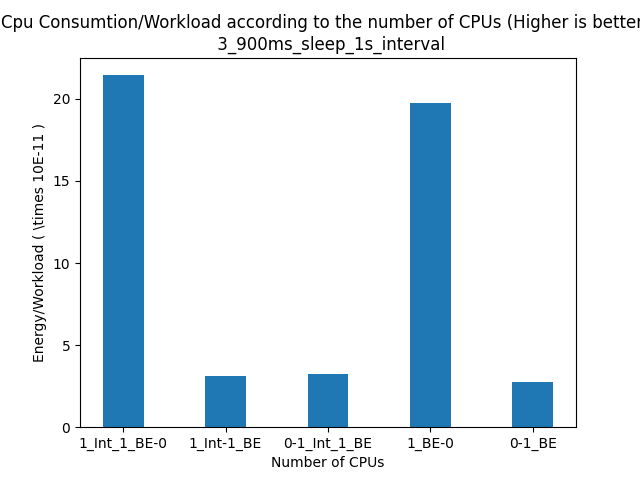 Cpu Consumtion/Workload according to the number of CPUs (Higher is better
3_900ms_sleep_1s_interval
Energy/Workload ( \times 10E-11 )
20
15
10
5
0
1_Int_1_BE-0 1_Int-1_BE 0-1_Int_1_BE 1_BE-0 0-1_BE
Number of CPUs